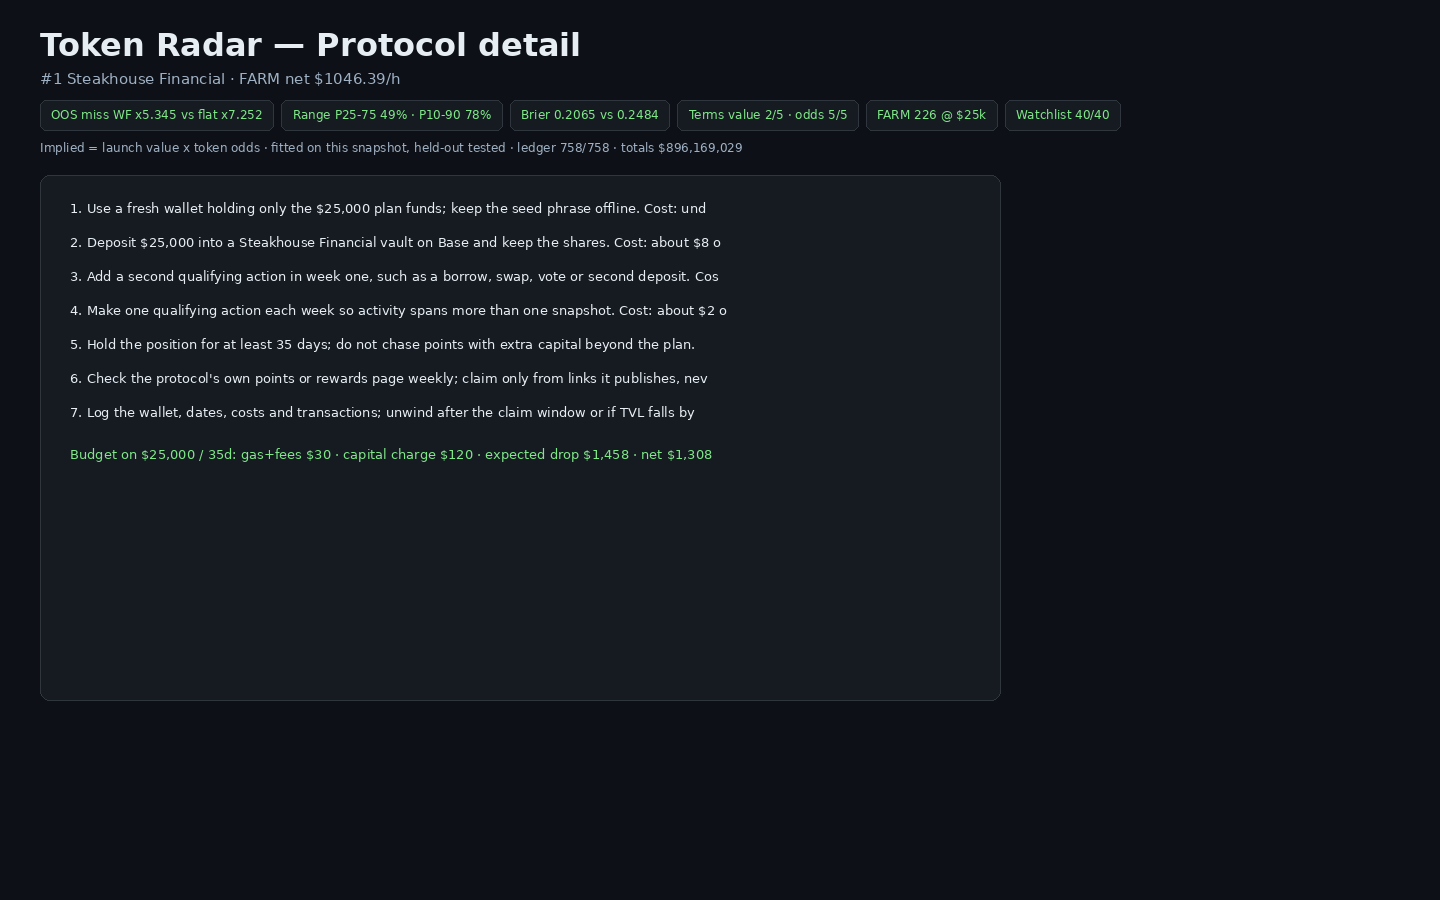 Token Radar — Protocol detail
#1 Steakhouse Financial · FARM net $1046.39/h
OOS miss WF x5.345 vs flat x7.252
Range P25-75 49% · P10-90 78%
Brier 0.2065 vs 0.2484
Terms value 2/5 · odds 5/5
FARM 226 @ $25k
Watchlist 40/40
Implied = launch value x token odds · fitted on this snapshot, held-out tested · ledger 758/758 · totals $896,169,029
1. Use a fresh wallet holding only the $25,000 plan funds; keep the seed phrase offline. Cost: und
2. Deposit $25,000 into a Steakhouse Financial vault on Base and keep the shares. Cost: about $8 o
3. Add a second qualifying action in week one, such as a borrow, swap, vote or second deposit. Cos
4. Make one qualifying action each week so activity spans more than one snapshot. Cost: about $2 o
5. Hold the position for at least 35 days; do not chase points with extra capital beyond the plan.
6. Check the protocol's own points or rewards page weekly; claim only from links it publishes, nev
7. Log the wallet, dates, costs and transactions; unwind after the claim window or if TVL falls by
Budget on $25,000 / 35d: gas+fees $30 · capital charge $120 · expected drop $1,458 · net $1,308